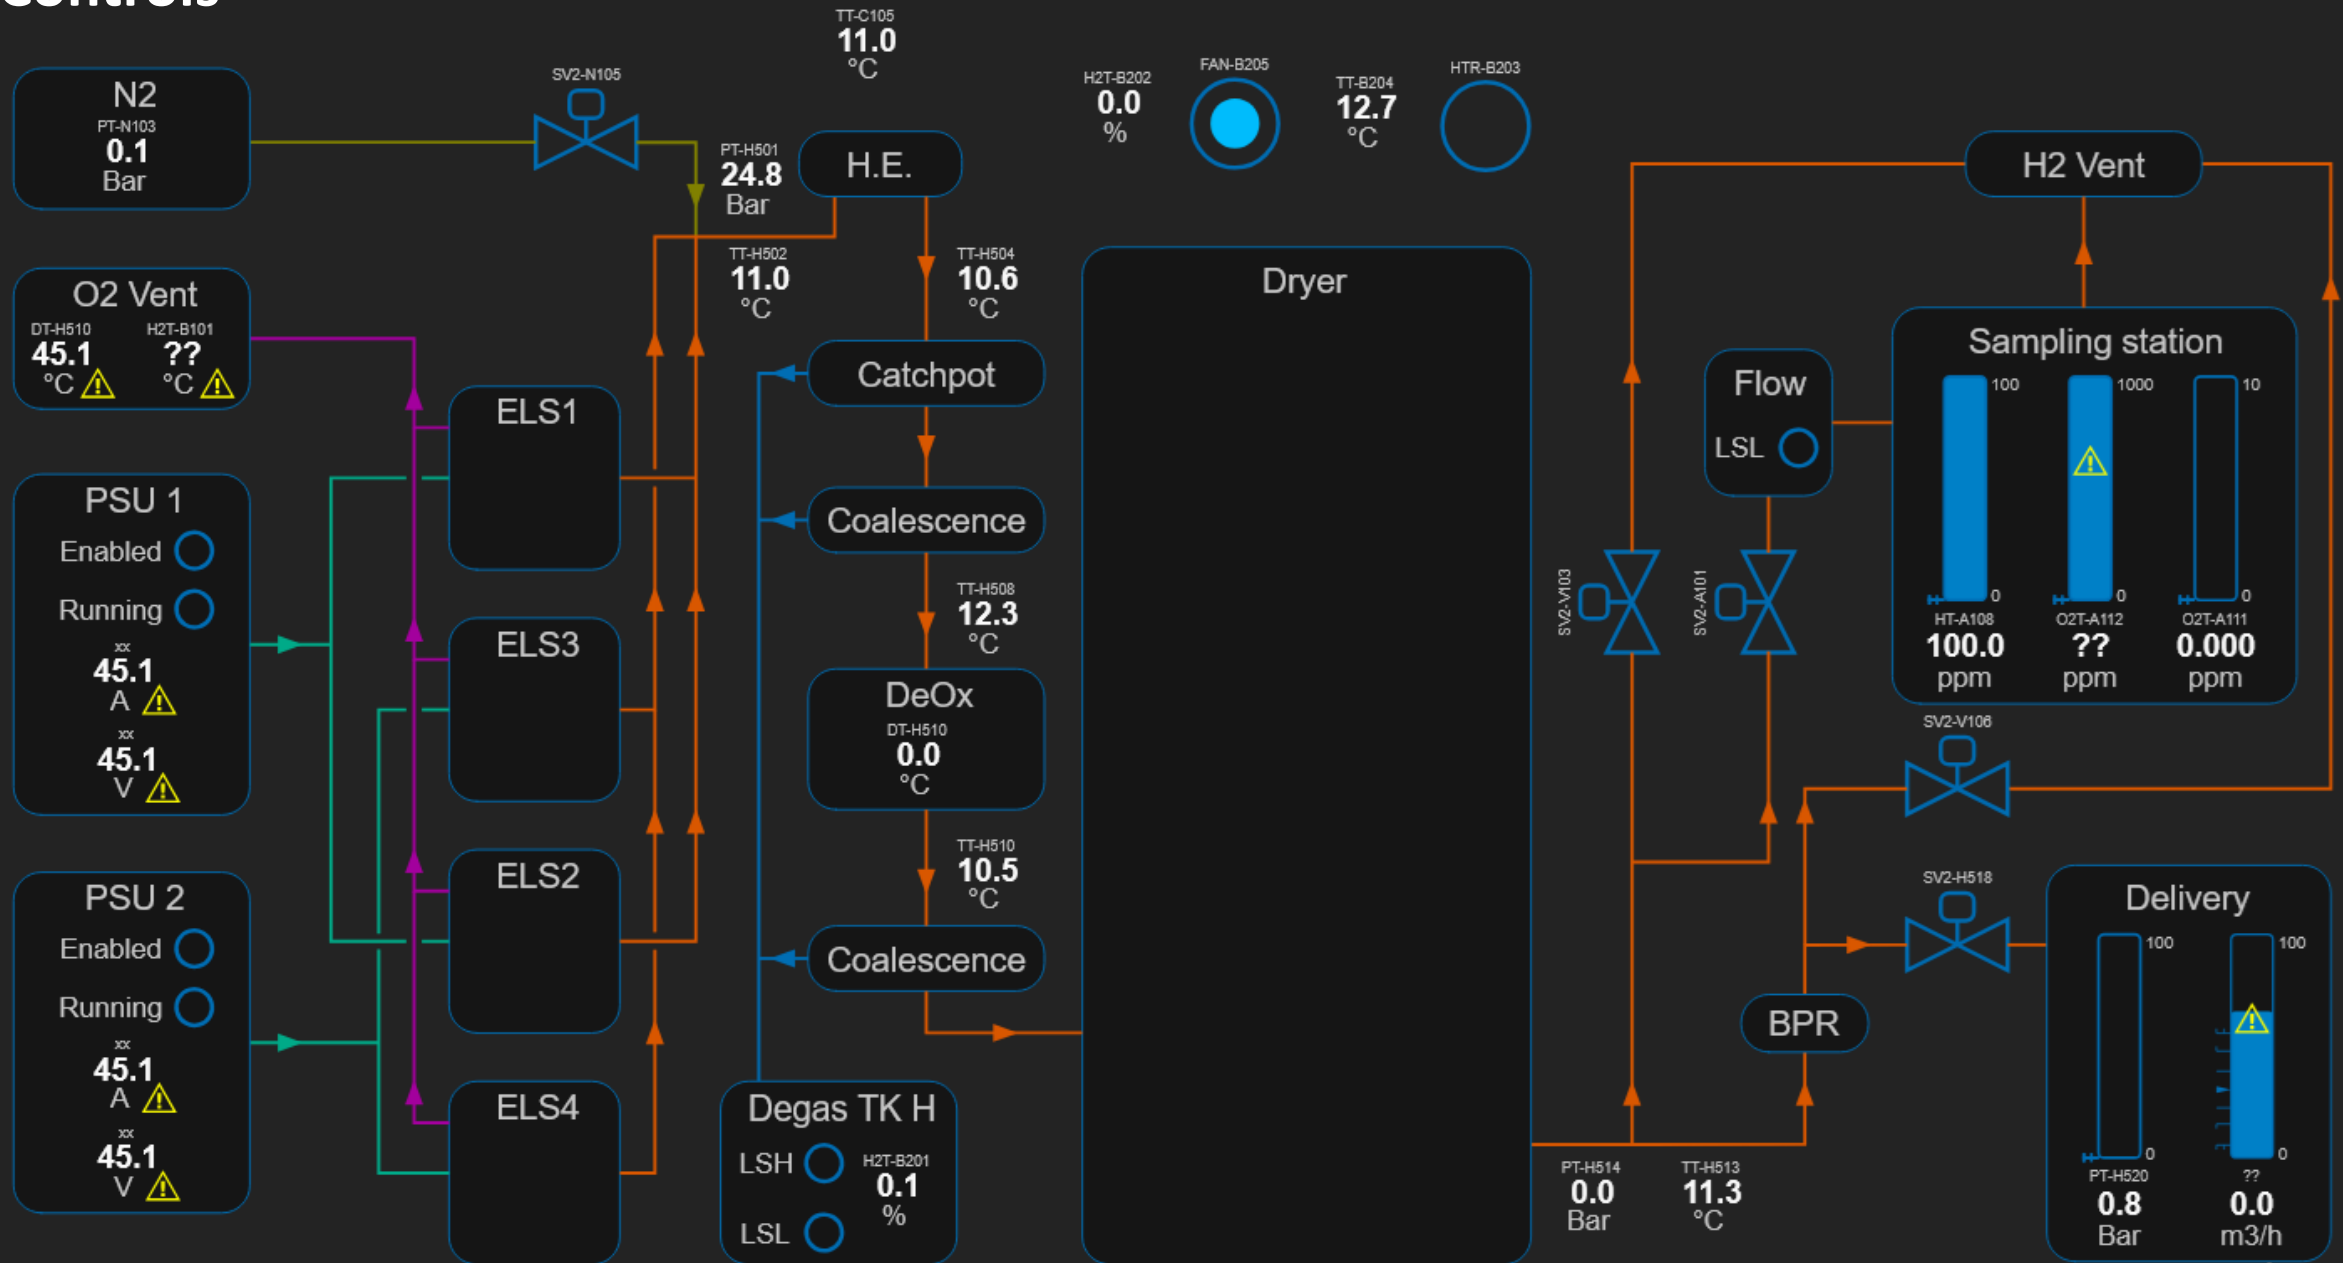 Controls
TT-C105
11.0
°C
N2
PT-N103
0.1
Bar
SV2-N105
PT-H501
24.8
Bar
H.E.
H2T-B202
0.0
%
FAN-B205
TT-B204
12.7
°C
HTR-B203
H2 Vent
O2 Vent
DT-H510
45.1
°C
H2T-B101
??
°C
TT-H502
11.0
°C
TT-H504
10.6
°C
Dryer
Catchpot
Coalescence
TT-H508
12.3
°C
DeOx
DT-H510
0.0
°C
TT-H510
10.5
°C
Coalescence
ELS1
ELS3
ELS2
ELS4
PSU 1
Enabled
Running
xx
45.1
A
xx
45.1
V
PSU 2
Enabled
Running
xx
45.1
A
xx
45.1
V
Degas TK H
LSH
LSL
H2T-B201
0.1
%
Flow
LSL
Sampling station
100
0
HT-A108
100.0
ppm
1000
0
O2T-A112
??
ppm
10
0
O2T-A111
0.000
ppm
SV2-V103
SV2-A101
SV2-V106
SV2-H518
BPR
PT-H514
0.0
Bar
TT-H513
11.3
°C
Delivery
100
0
PT-H520
0.8
Bar
100
0
??
0.0
m3/h